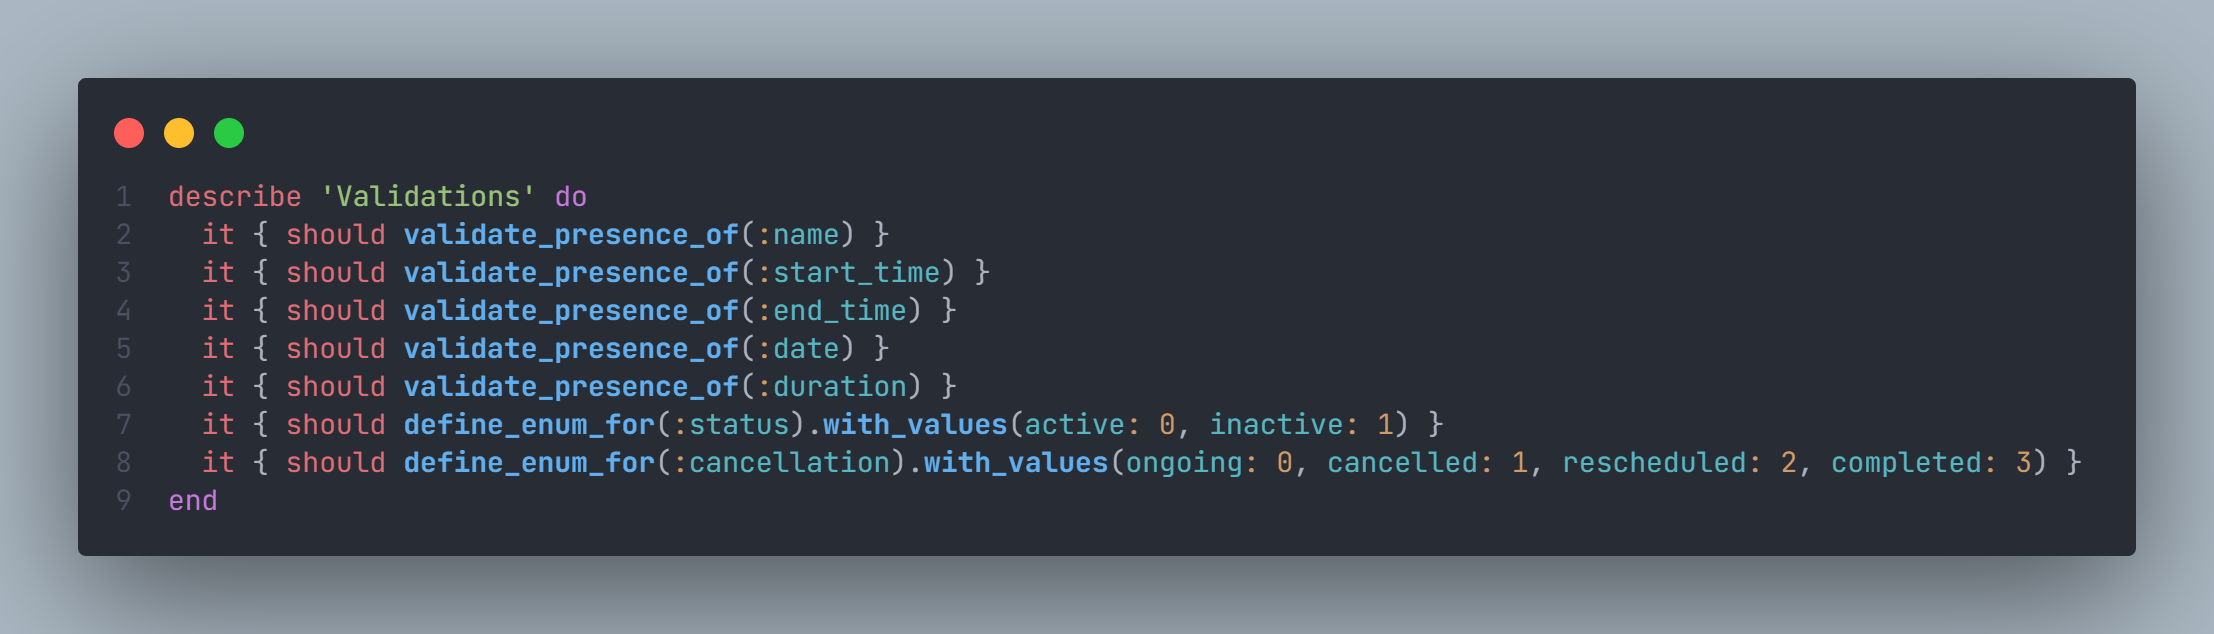 1 describe 'Validations' do
2   it { should validate_presence_of(:name) }
3   it { should validate_presence_of(:start_time) }
4   it { should validate_presence_of(:end_time) }
5   it { should validate_presence_of(:date) }
6   it { should validate_presence_of(:duration) }
7   it { should define_enum_for(:status).with_values(active: 0, inactive: 1) }
8   it { should define_enum_for(:cancellation).with_values(ongoing: 0, cancelled: 1, rescheduled: 2, completed: 3) }
9 end